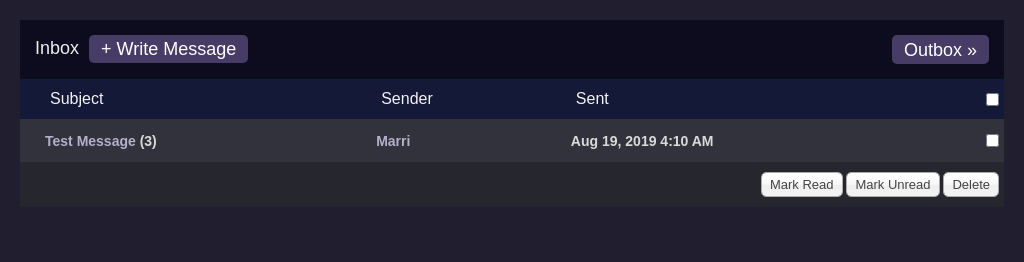 Inbox + Write Message Outbox »
Subject Sender Sent
Test Message (3) Marri Aug 19, 2019 4:10 AM
Mark Read Mark Unread Delete